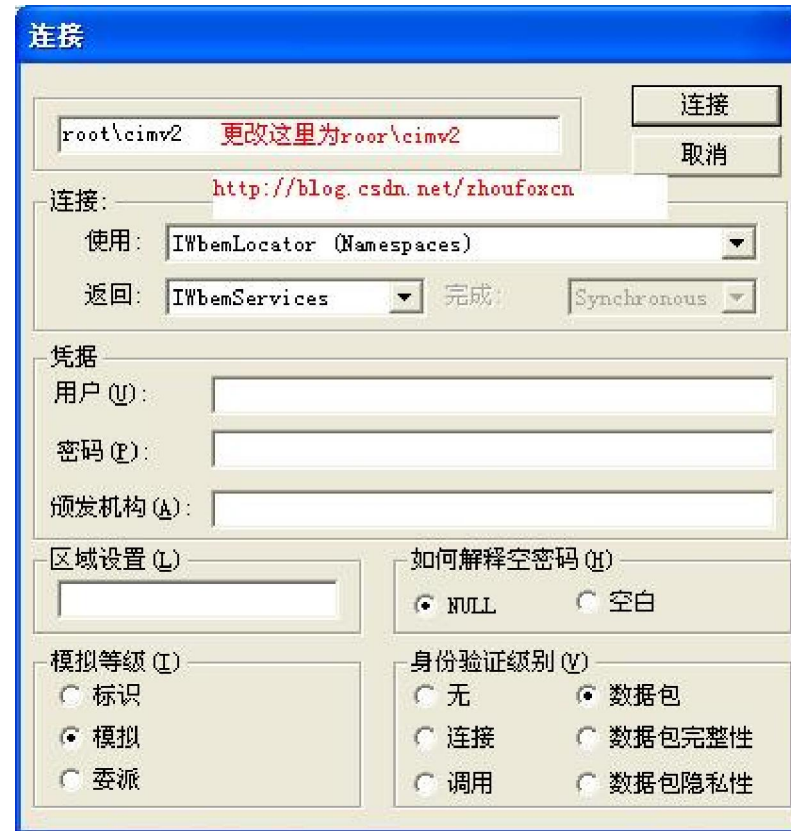 连接
root\cimv2 更改这里为roor\cimv2
连接
取消
http://blog.csdn.net/zhoufoxcn
连接:
使用: IWbemLocator (Namespaces)
返回: IWbemServices 完成: Synchronous
凭据
用户(U):
密码(P):
颁发机构(A):
区域设置(L)
如何解释空密码(H)
NULL 空白
模拟等级(I)
标识
模拟
委派
身份验证级别(V)
无 数据包
连接 数据包完整性
调用 数据包隐私性